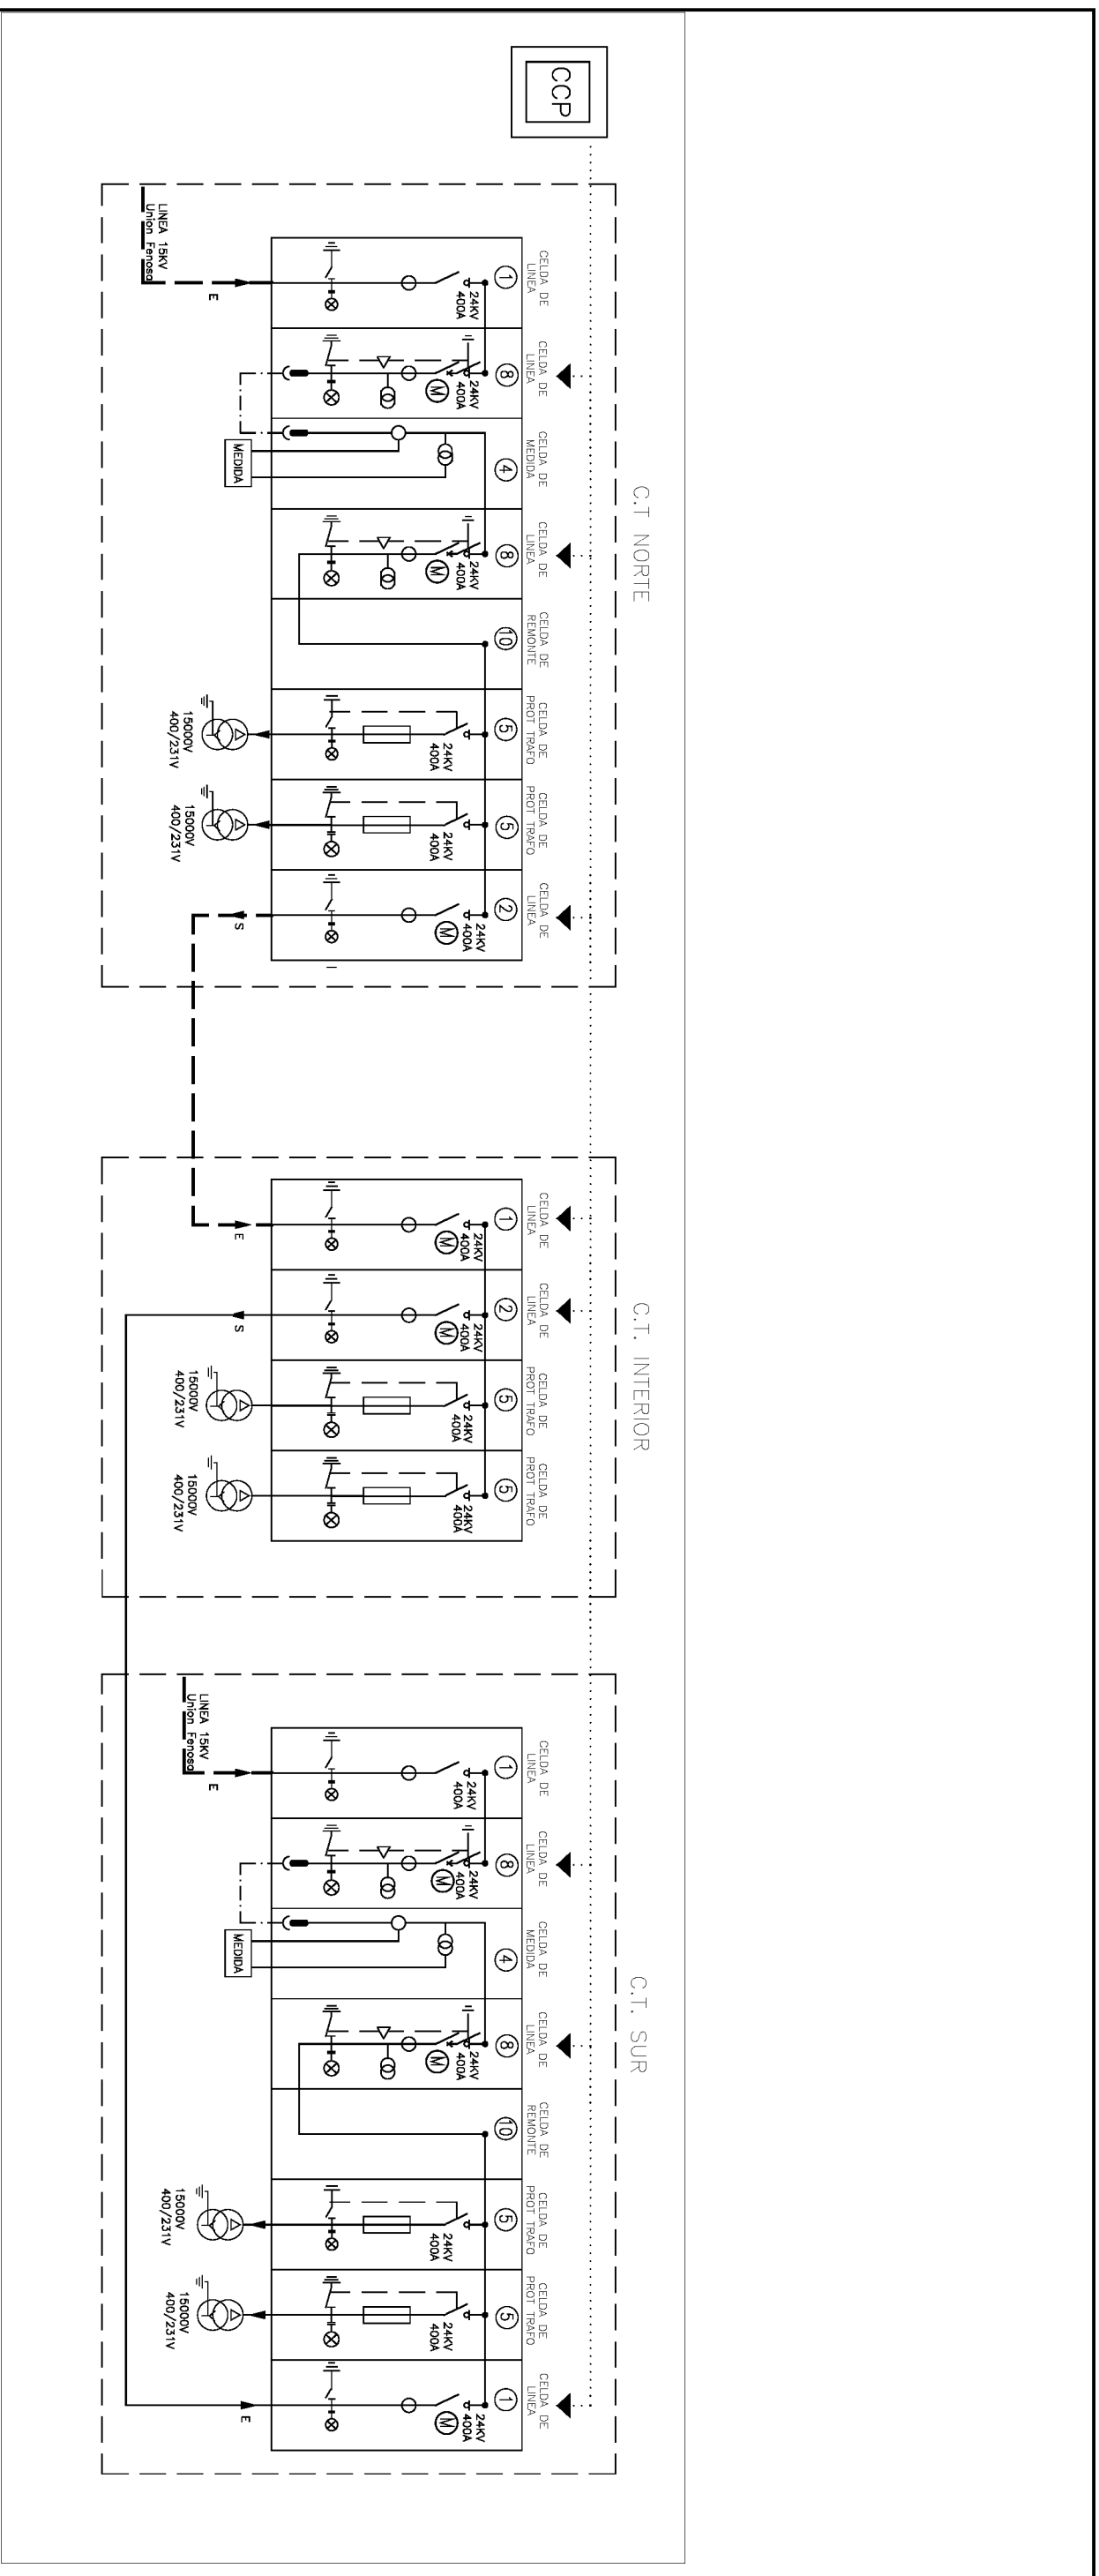 CCP
C.T NORTE
CELDA DE
LINEA
1
24KV
400A
LINEA 15KV
Union Fenosa
E
CELDA DE
LINEA
8
24KV
400A
M
CELDA DE
MEDIDA
4
MEDIDA
CELDA DE
LINEA
8
24KV
400A
M
CELDA DE
REMONTE
10
CELDA DE
PROT TRAFO
5
24KV
400A
15000V
400/231V
CELDA DE
PROT TRAFO
5
24KV
400A
15000V
400/231V
CELDA DE
LINEA
2
24KV
400A
M
S
C.T. INTERIOR
CELDA DE
LINEA
1
24KV
400A
M
E
CELDA DE
LINEA
2
24KV
400A
M
S
CELDA DE
PROT TRAFO
5
24KV
400A
15000V
400/231V
CELDA DE
PROT TRAFO
5
24KV
400A
15000V
400/231V
C.T. SUR
CELDA DE
LINEA
1
24KV
400A
LINEA 15KV
Union Fenosa
E
CELDA DE
LINEA
8
24KV
400A
M
CELDA DE
MEDIDA
4
MEDIDA
CELDA DE
LINEA
8
24KV
400A
M
CELDA DE
REMONTE
10
CELDA DE
PROT TRAFO
5
24KV
400A
15000V
400/231V
CELDA DE
PROT TRAFO
5
24KV
400A
15000V
400/231V
CELDA DE
LINEA
1
24KV
400A
M
E